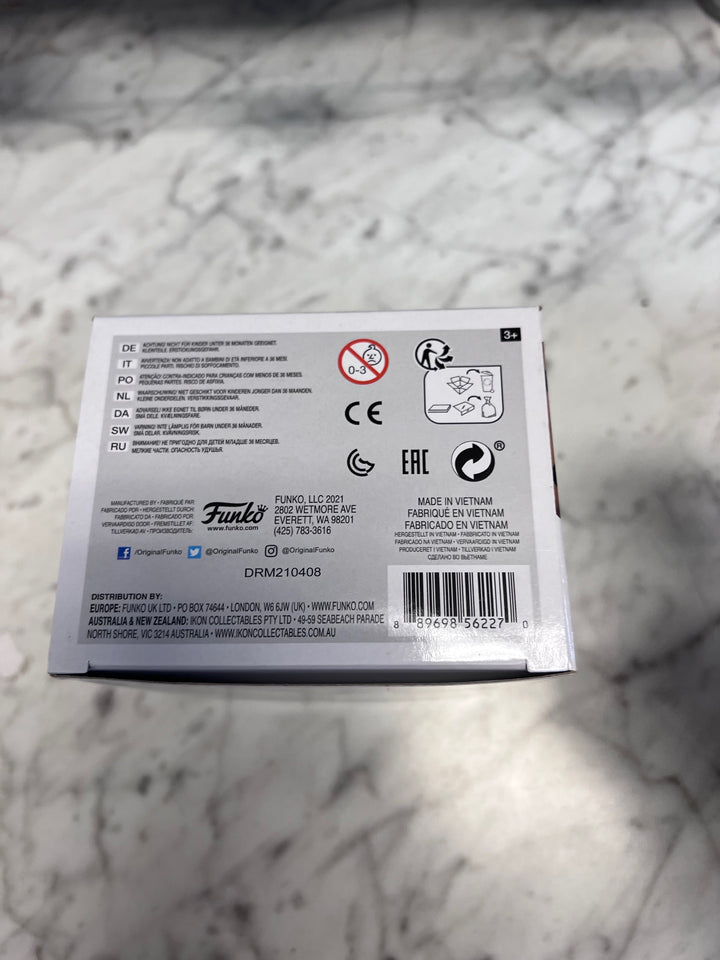 3+
DE ACHTUNG! NICHT FÜR KINDER UNTER 36 MONATEN GEEIGNET.
KLEINTEILE. ERSTICKUNGSGEFAHR.
IT AVVERTENZA! NON ADATTO A BAMBINI DI ETÀ INFERIORE A 36 MESI.
PICCOLE PARTI. RISCHIO DI SOFFOCAMENTO.
PO ATENÇÃO! CONTRA-INDICADO PARA CRIANÇAS COM MENOS DE 36 MESES.
PEQUENAS PARTES. RISCO DE ASFIXIA.
NL WAARSCHUWING! NIET GESCHIKT VOOR KINDEREN JONGER DAN 36 MAANDEN.
KLEINE ONDERDELEN. VERSTIKKINGSGEVAAR.
DA ADVARSEL! IKKE EGNET TIL BØRN UNDER 36 MÅNEDER.
SMÅ DELE. KVÆLNINGSFARE.
SW VARNING! INTE LÄMPLIG FÖR BARN UNDER 36 MÅNADER.
SMÅ DELAR. KVÄVNINGSRISK.
RU ВНИМАНИЕ! НЕ ПРИГОДНО ДЛЯ ДЕТЕЙ МЛАДШЕ 36 МЕСЯЦЕВ.
МЕЛКИЕ ЧАСТИ. ОПАСНОСТЬ УДУШЬЯ.
0-3
CE
EAC
®
MANUFACTURED BY • FABRIQUÉ PAR
FABRICADO POR • HERGESTELLT DURCH
FABBRICATO DA • FABRICADO POR
VERVAARDIGD DOOR • FREMSTILLET AF
TILLVERKAD AV • ПРОИЗВОДИТЕЛЬ:
Funko
www.funko.com
FUNKO, LLC 2021
2802 WETMORE AVE
EVERETT, WA 98201
(425) 783-3616
/OriginalFunko @OriginalFunko @OriginalFunko
DRM210408
MADE IN VIETNAM
FABRIQUÉ EN VIETNAM
FABRICADO EN VIETNAM
HERGESTELLT IN VIETNAM • FABBRICATO IN VIETNAM
FABRICADO NO VIETNAM • VERVAARDIGD IN VIETNAM
PRODUCERET I VIETNAM • TILLVERKAD I VIETNAM
СДЕЛАНО ВО ВЬЕТНАМЕ
DISTRIBUTION BY:
EUROPE: FUNKO UK LTD • PO BOX 74644 • LONDON, W6 6JW (UK) • WWW.FUNKO.COM
AUSTRALIA & NEW ZEALAND: IKON COLLECTABLES PTY LTD • 49-59 SEABEACH PARADE
NORTH SHORE, VIC 3214 AUSTRALIA • WWW.IKONCOLLECTABLES.COM.AU
8 89698 56227 0